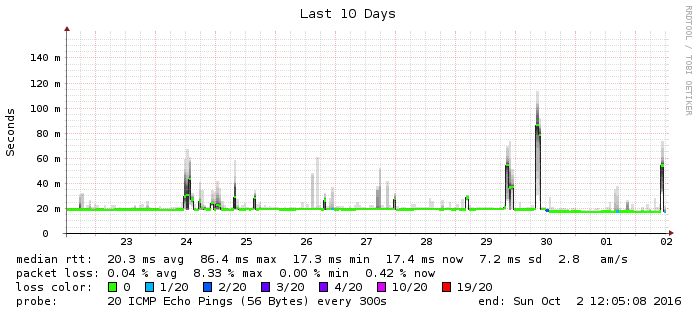 Last 10 Days
RRDTOOL / TOBI OETIKER
Seconds
140 m
120 m
100 m
80 m
60 m
40 m
20 m
0
23 24 25 26 27 28 29 30 01 02
median rtt: 20.3 ms avg 86.4 ms max 17.3 ms min 17.4 ms now 7.2 ms sd 2.8 am/s
packet loss: 0.04 % avg 8.33 % max 0.00 % min 0.42 % now
loss color: 0 1/20 2/20 3/20 4/20 10/20 19/20
probe: 20 ICMP Echo Pings (56 Bytes) every 300s end: Sun Oct 2 12:05:08 2016